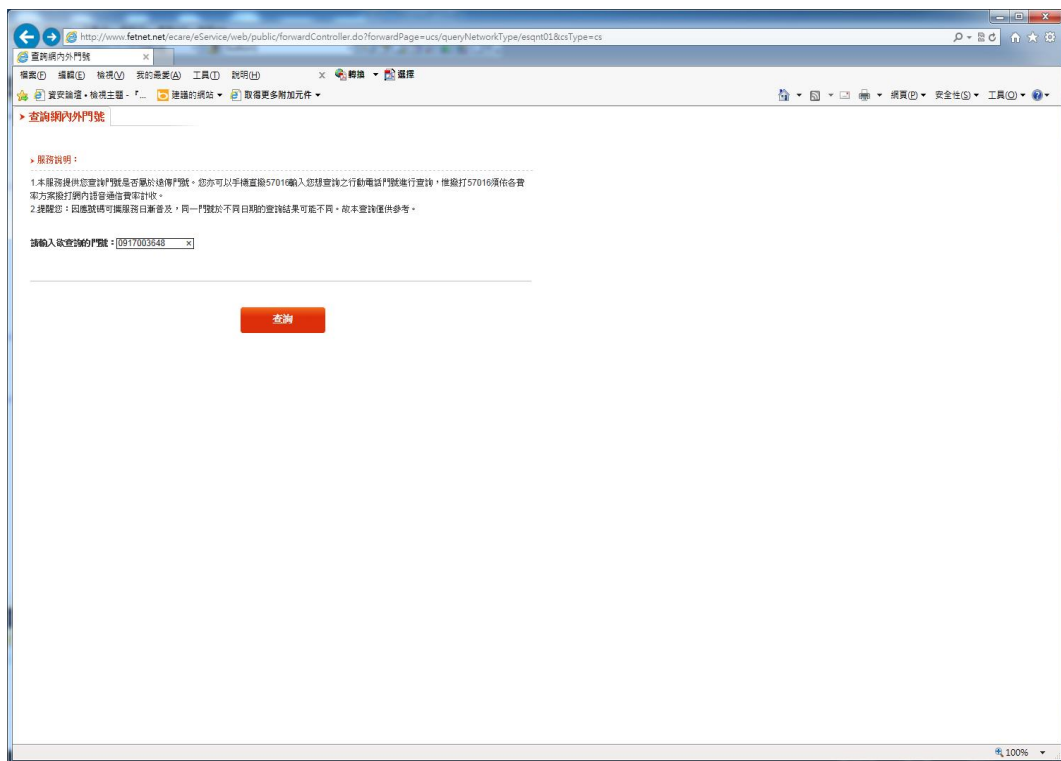 http://www.fetnet.net/ecare/eService/web/public/forwardController.do?forwardPage=ucs/queryNetworkType/esqnt01&csType=cs
查詢網內外門號 ×
檔案(F) 編輯(E) 檢視(V) 我的最愛(A) 工具(T) 說明(H) x 轉換 ▾ 選擇
資安論壇 • 檢視主題 - 『... 建議的網站 ▾ 取得更多附加元件 ▾ 網頁(P) ▾ 安全性(S) ▾ 工具(O) ▾
查詢網內外門號
服務說明：
1.本服務提供您查詢門號是否屬於遠傳門號。您亦可以手機直撥57016輸入您想查詢之行動電話門號進行查詢，惟撥打57016須依各費
率方案撥打網內語音通信費率計收。
2.提醒您：因應號碼可攜服務日漸普及，同一門號於不同日期的查詢結果可能不同。故本查詢僅供參考。
請輸入欲查詢的門號：0917003648 ×
查詢
100% ▾